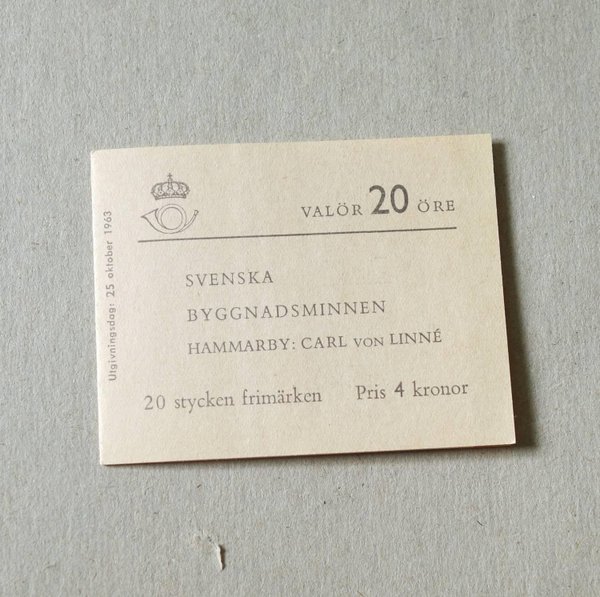 VALÖR 20 ÖRE
Utgivningsdag: 25 oktober 1963
SVENSKA
BYGGNADSMINNEN
HAMMARBY: CARL VON LINNÉ
20 stycken frimärken Pris 4 kronor